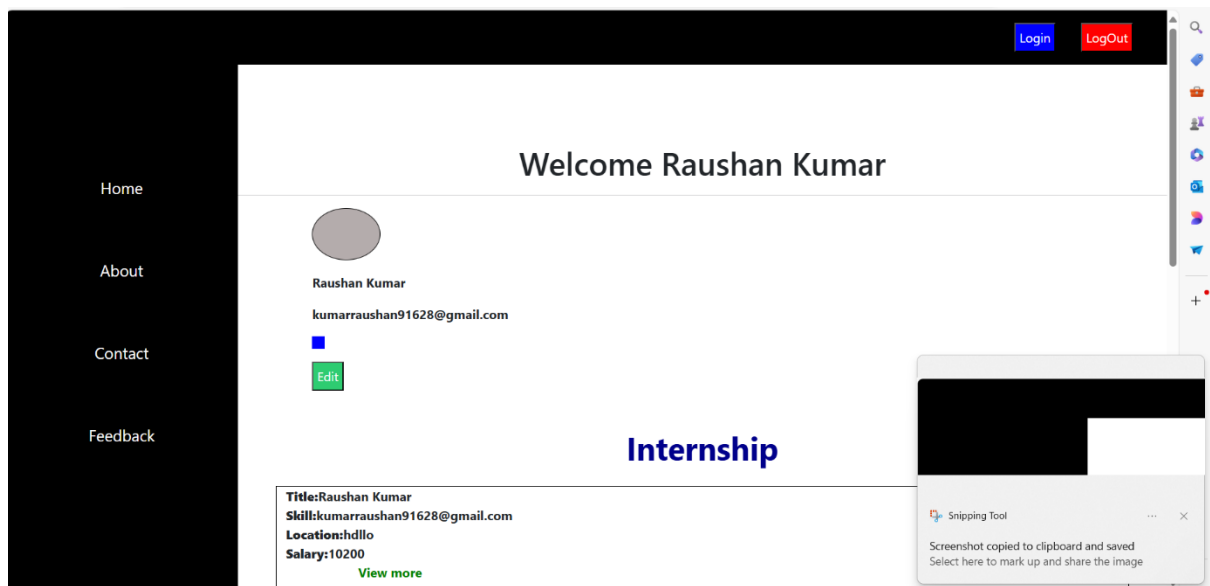 Login LogOut
Welcome Raushan Kumar
Home
About
Contact
Feedback
Raushan Kumar
kumarraushan91628@gmail.com
Edit
Internship
Title:Raushan Kumar
Skill:kumarraushan91628@gmail.com
Location:hdllo
Salary:10200
View more
Snipping Tool
Screenshot copied to clipboard and saved
Select here to mark up and share the image